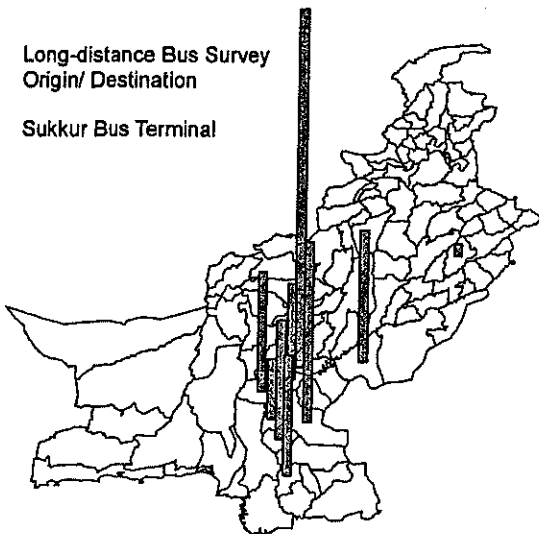 Long-distance Bus Survey
Origin/ Destination
Sukkur Bus Terminal